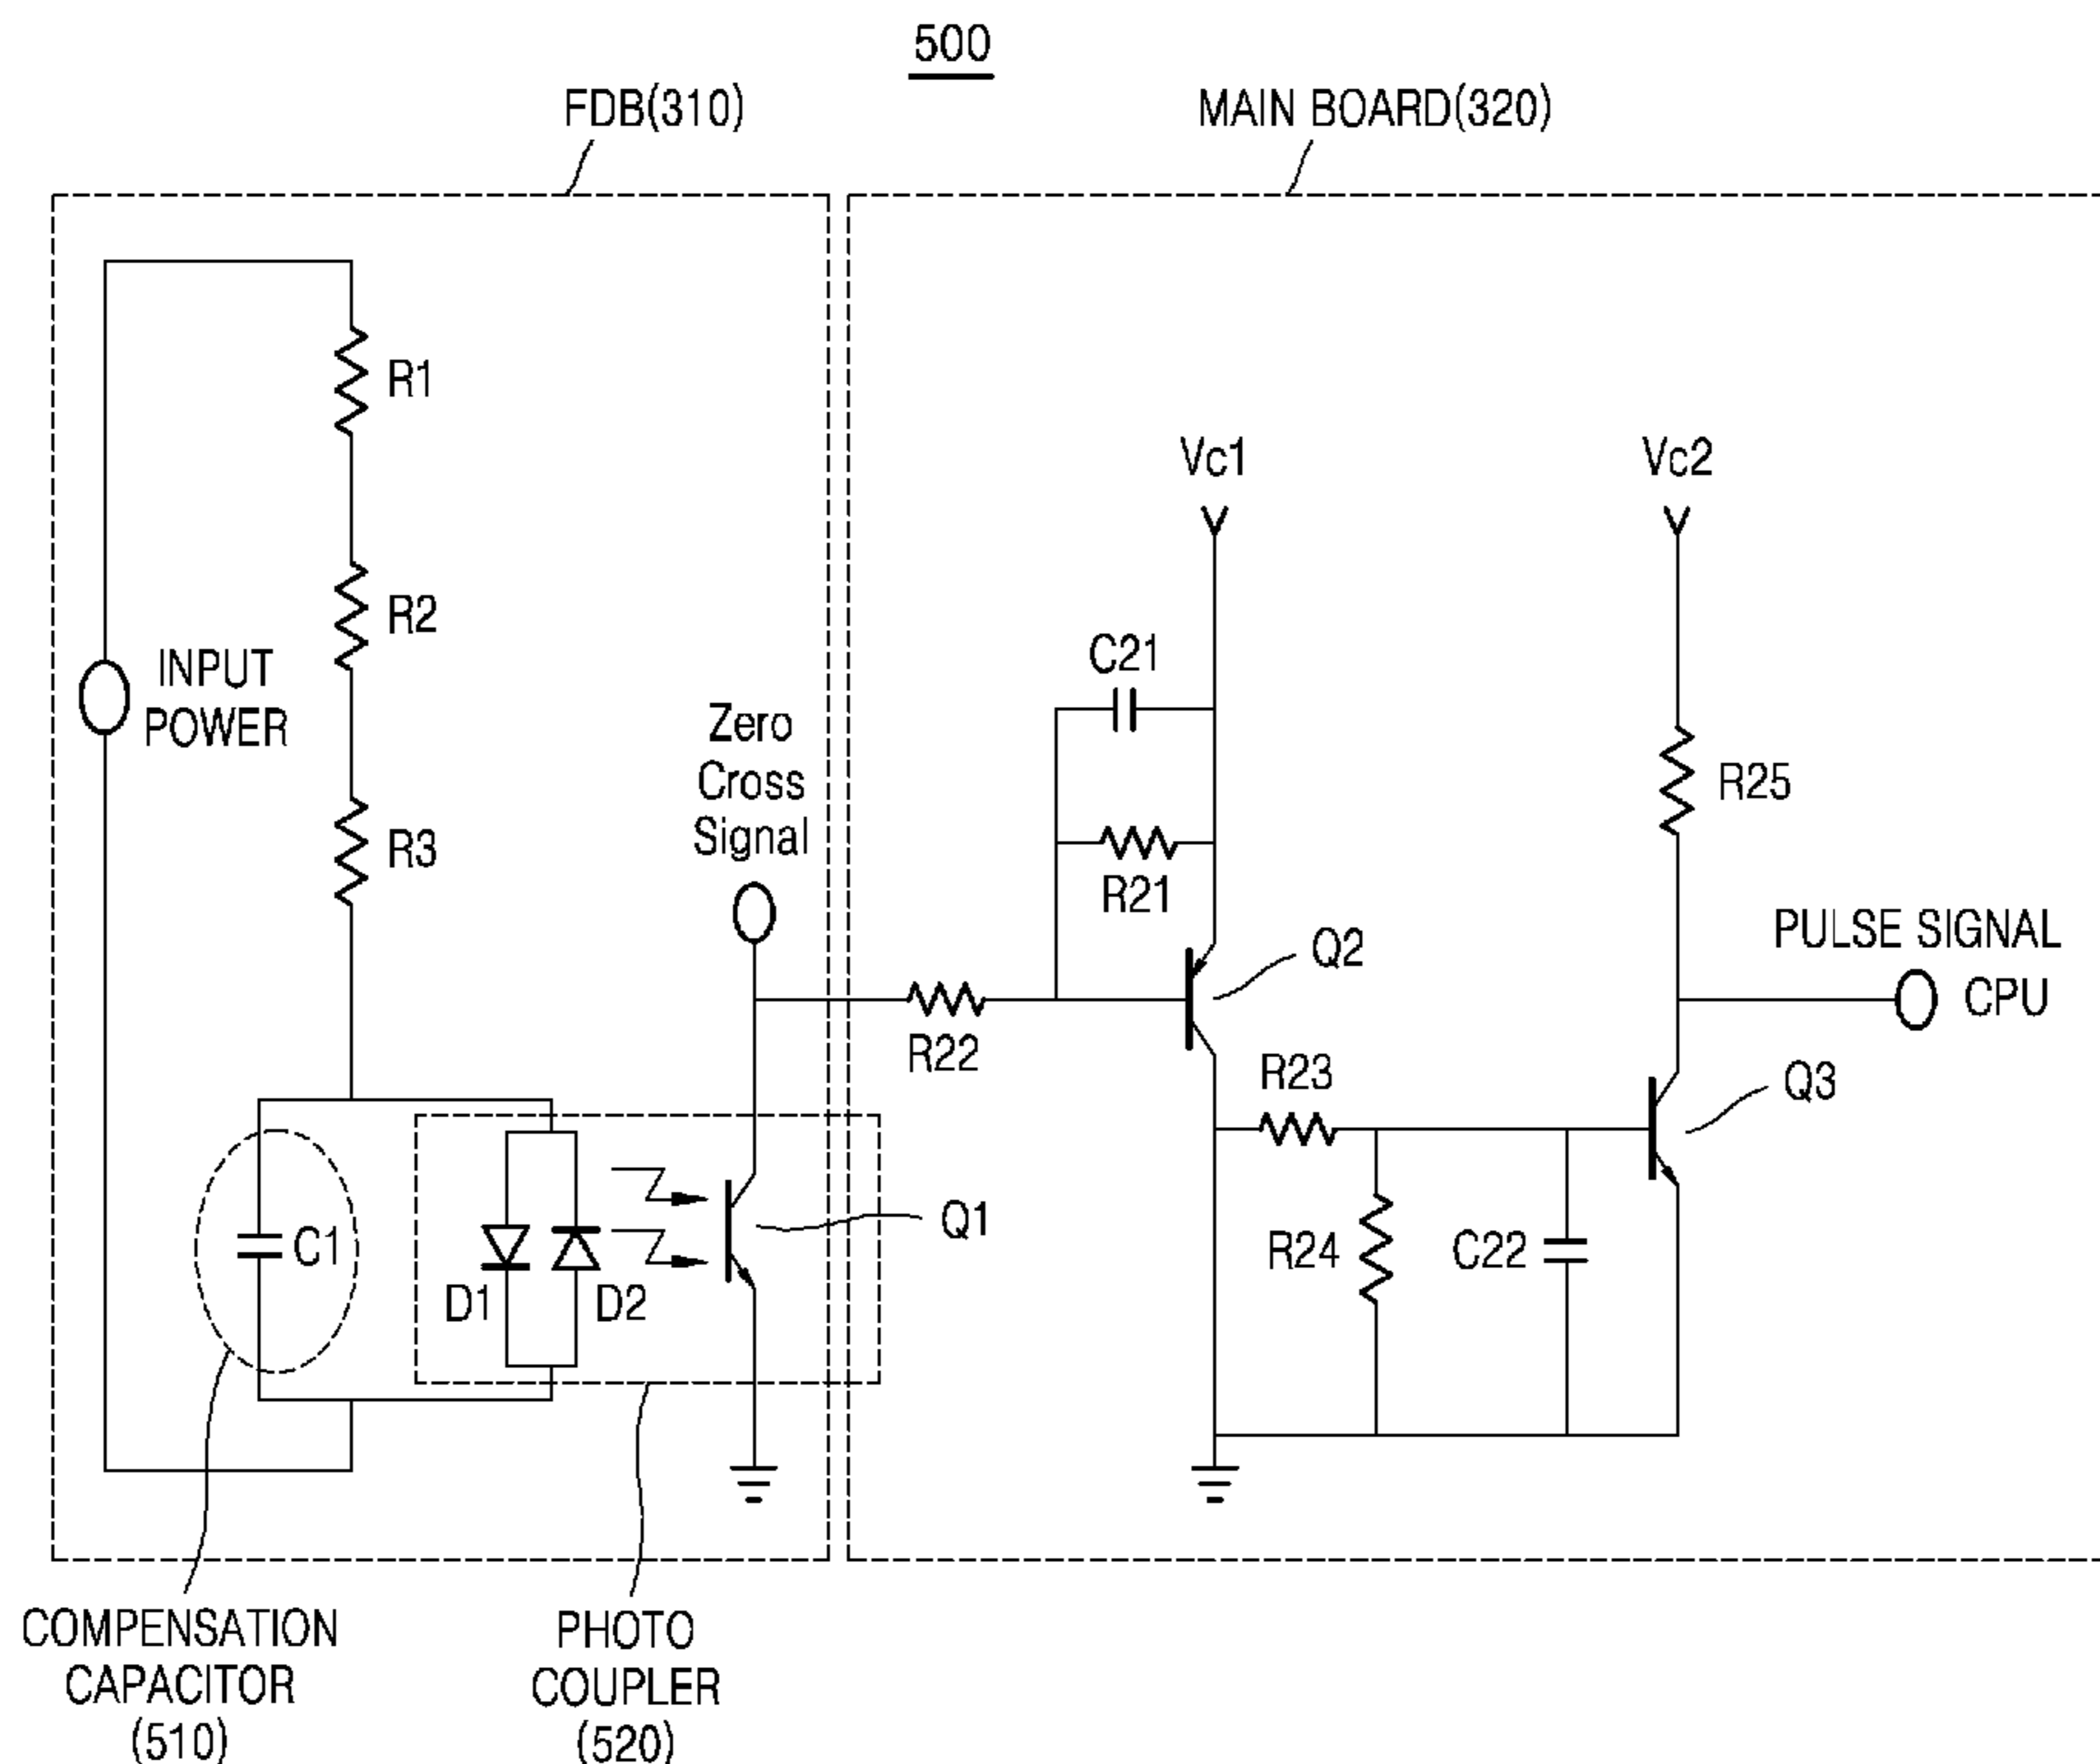 500
FDB(310)
MAIN BOARD(320)
R1
R2
R3
INPUT
POWER
Zero
Cross
Signal
Vc1
Vc2
C21
R21
R22
R25
Q2
PULSE SIGNAL
CPU
R23
Q3
R24
C22
C1
D1
D2
Q1
COMPENSATION
CAPACITOR
(510)
PHOTO
COUPLER
(520)